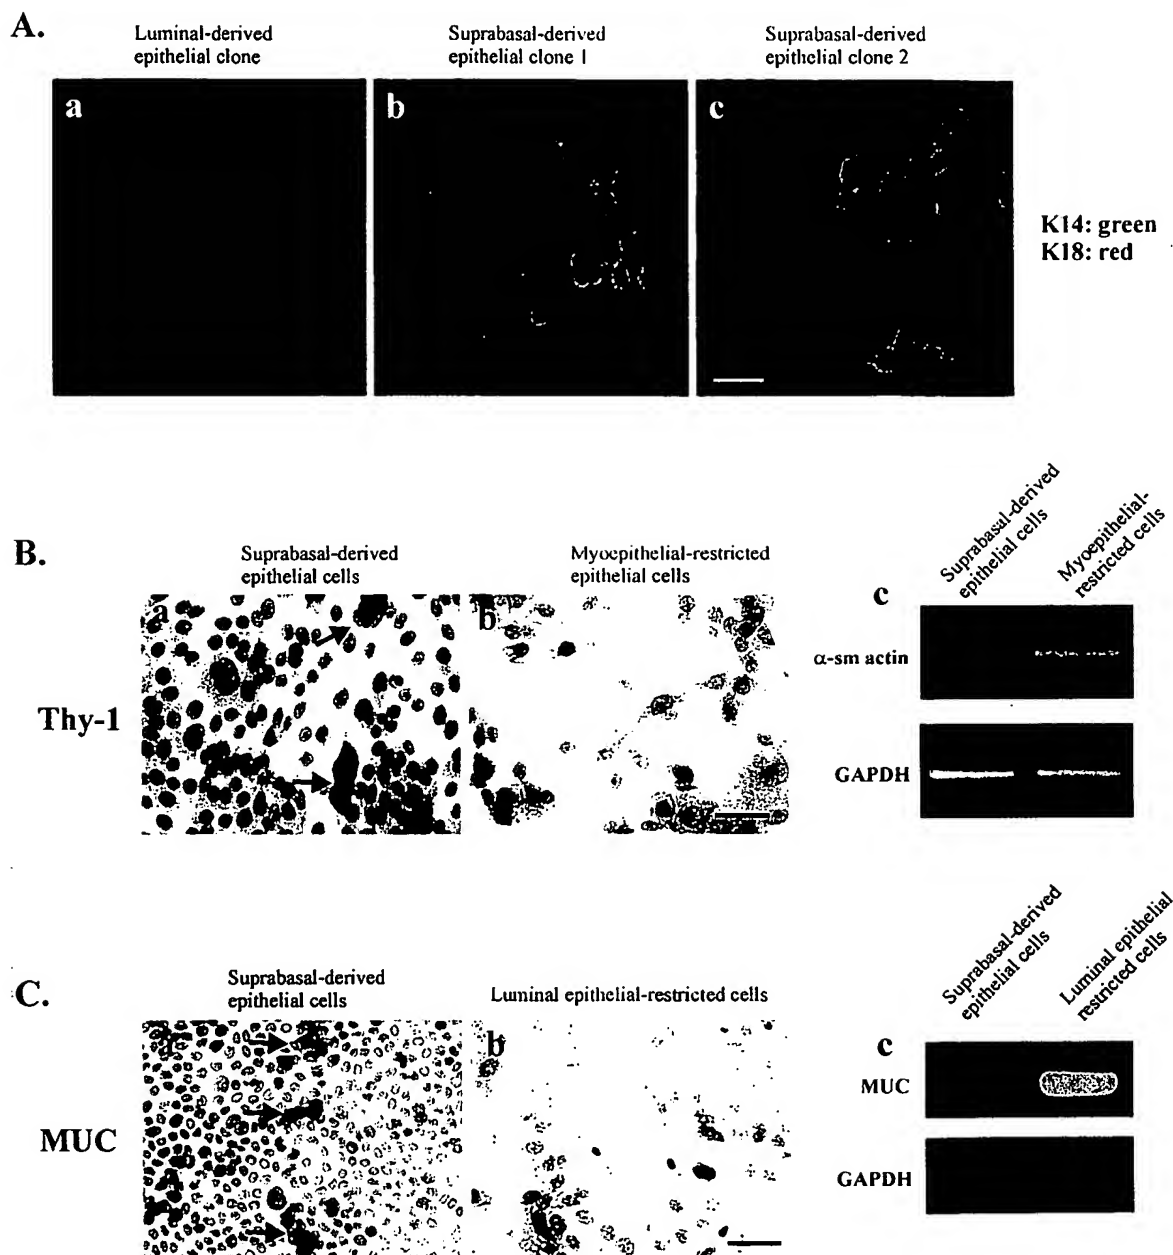 A.
Luminal-derived
epithelial clone
Suprabasal-derived
epithelial clone 1
Suprabasal-derived
epithelial clone 2
a
b
c
K14: green
K18: red
B.
Suprabasal-derived
epithelial cells
Myoepithelial-restricted
epithelial cells
Suprabasal-derived
epithelial cells
Myoepithelial-
restricted cells
a
b
c
Thy-1
α-sm actin
GAPDH
C.
Suprabasal-derived
epithelial cells
Luminal epithelial-restricted cells
Suprabasal-derived
epithelial cells
Luminal epithelial
restricted cells
b
c
MUC
MUC
GAPDH